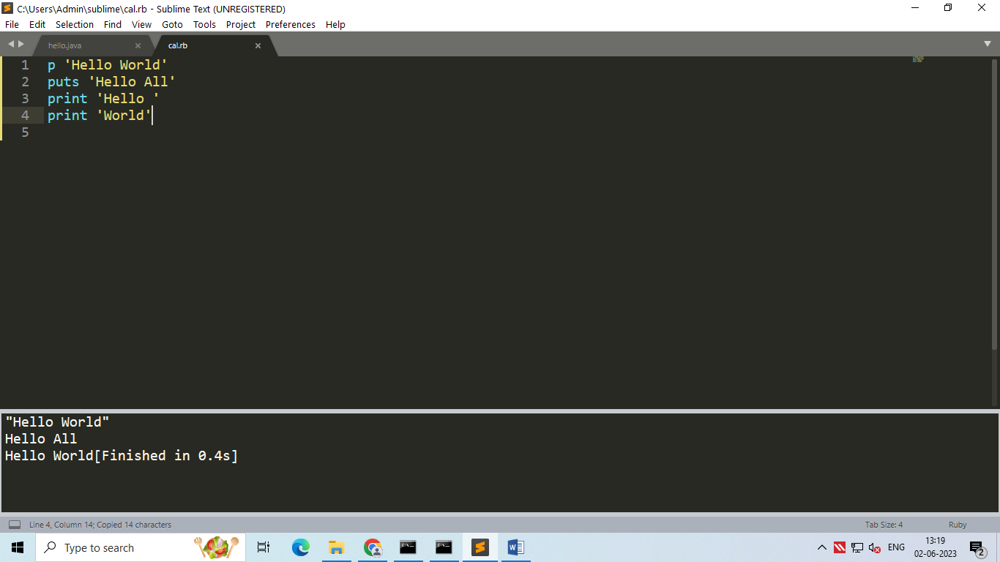 C:\Users\Admin\sublime\cal.rb - Sublime Text (UNREGISTERED)
File Edit Selection Find View Goto Tools Project Preferences Help
hello.java × cal.rb ×
1 p 'Hello World'
2 puts 'Hello All'
3 print 'Hello '
4 print 'World'
5
"Hello World"
Hello All
Hello World[Finished in 0.4s]
Line 4, Column 14; Copied 14 characters Tab Size: 4 Ruby
Type to search ENG 13:19
02-06-2023 2